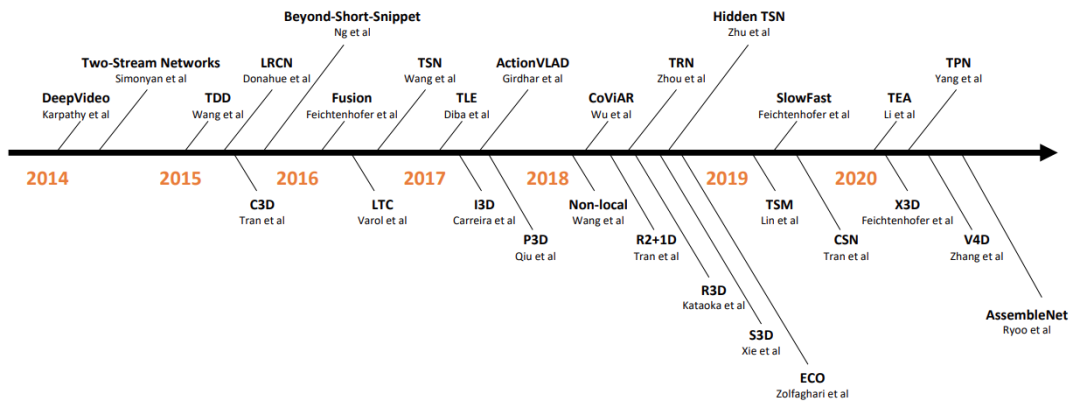 Beyond-Short-Snippet
Ng et al
Hidden TSN
Zhu et al
Two-Stream Networks
Simonyan et al
LRCN
Donahue et al
TSN
Wang et al
ActionVLAD
Girdhar et al
TRN
Zhou et al
TPN
Yang et al
DeepVideo
Karpathy et al
TDD
Wang et al
Fusion
Feichtenhofer et al
TLE
Diba et al
CoViAR
Wu et al
SlowFast
Feichtenhofer et al
TEA
Li et al
2014
2015
2016
2017
2018
2019
2020
C3D
Tran et al
LTC
Varol et al
I3D
Carreira et al
Non-local
Wang et al
TSM
Lin et al
X3D
Feichtenhofer et al
P3D
Qiu et al
R2+1D
Tran et al
CSN
Tran et al
V4D
Zhang et al
R3D
Kataoka et al
AssembleNet
Ryoo et al
S3D
Xie et al
ECO
Zolfaghari et al